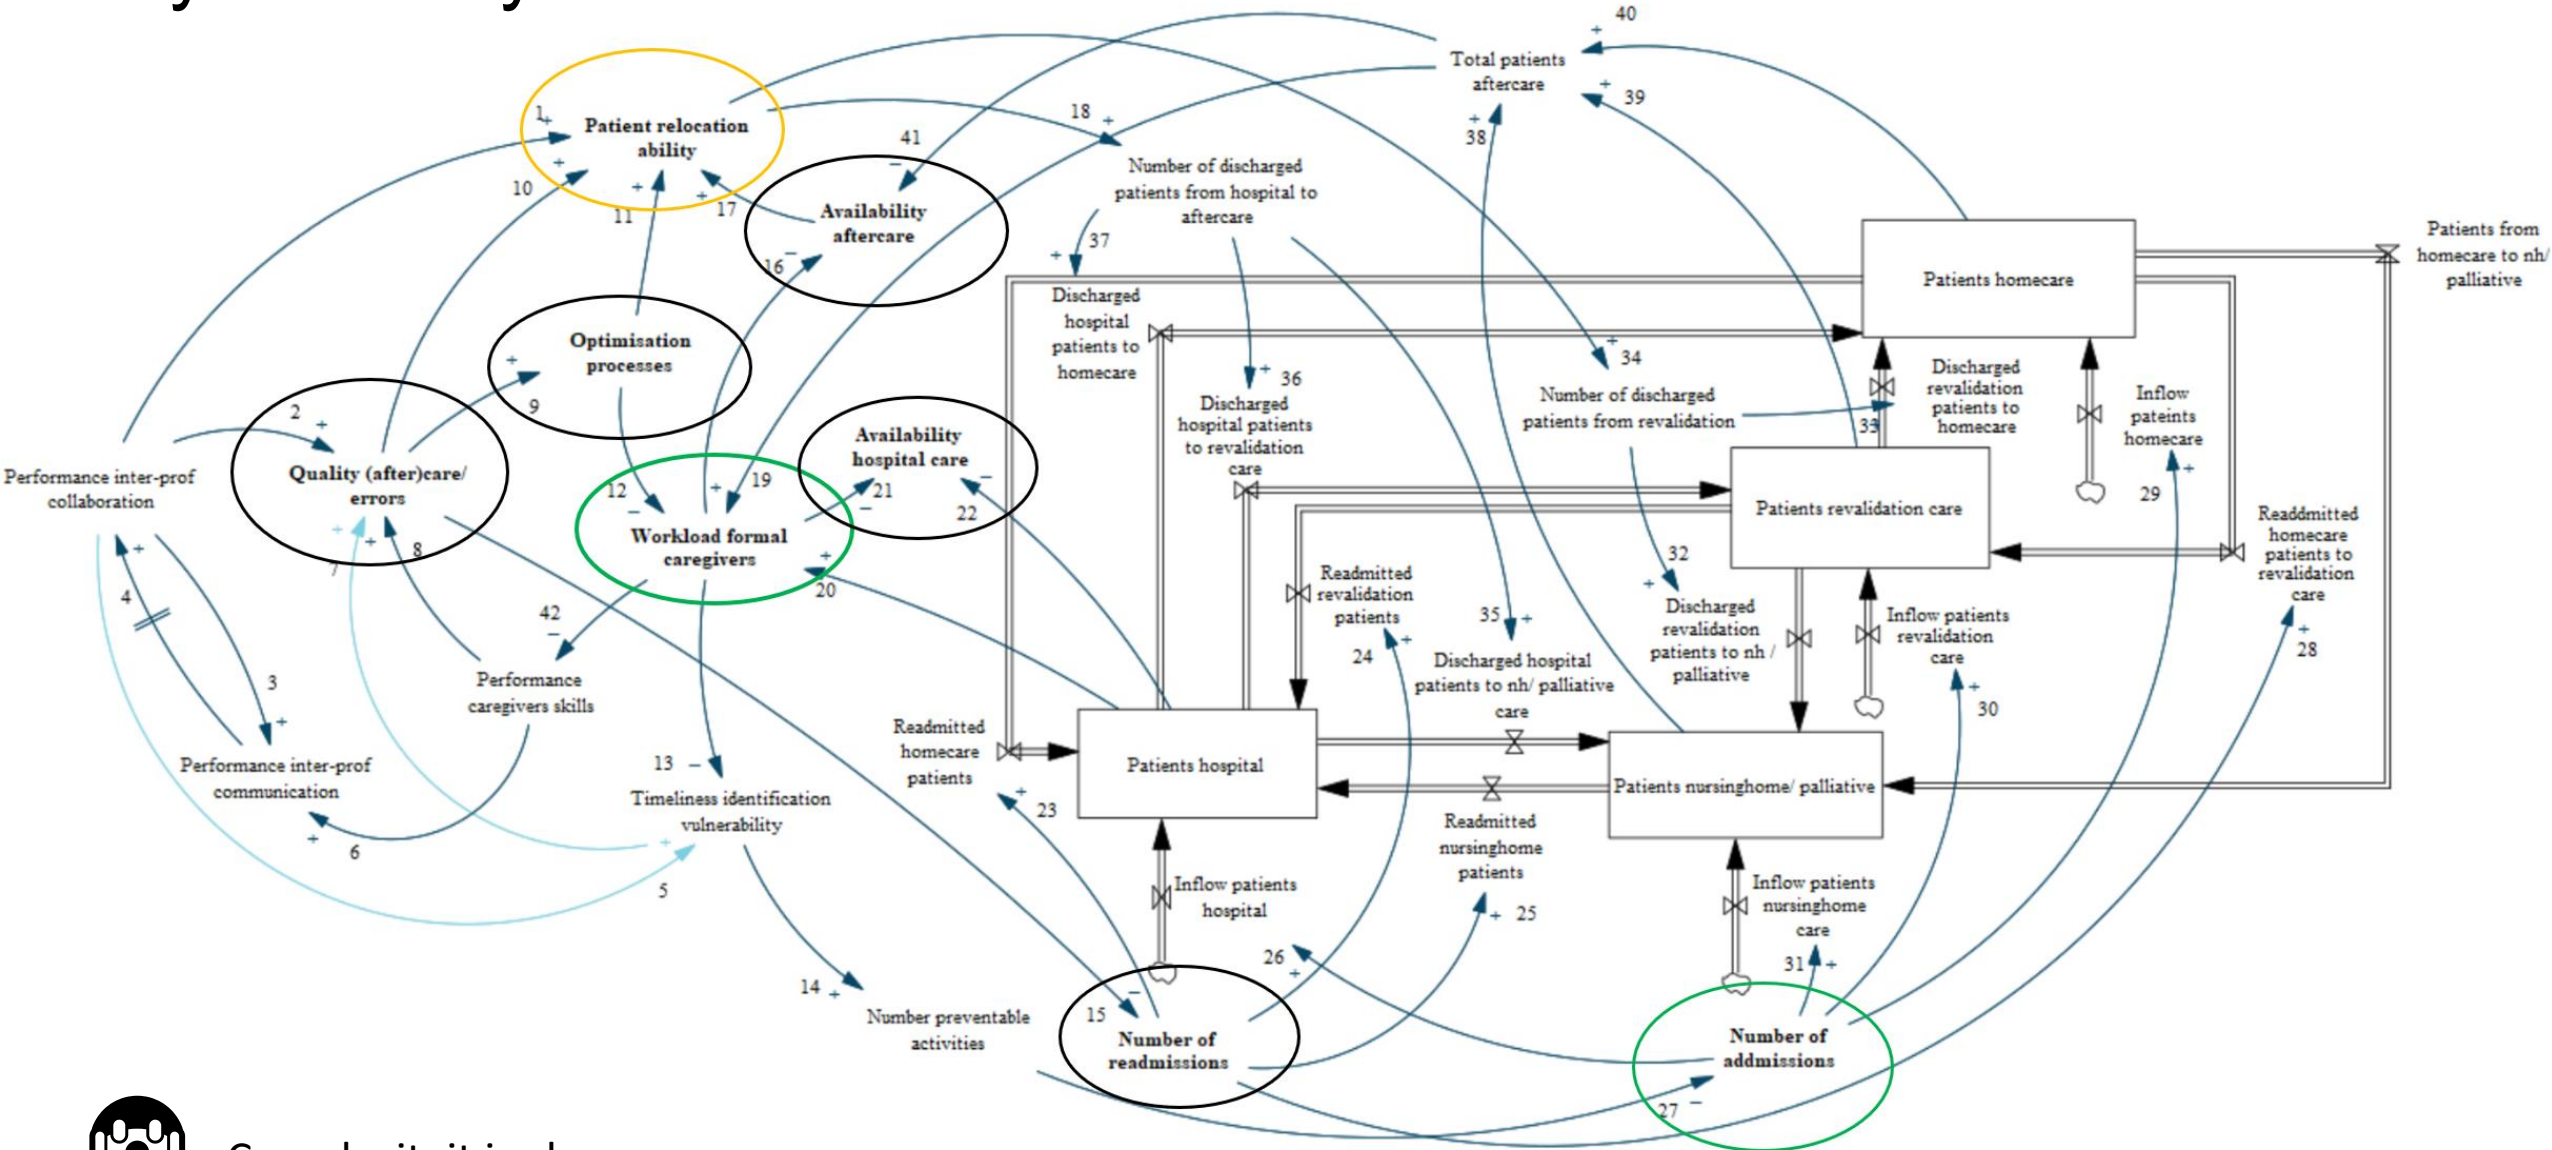 40
+
Total patients
aftercare
+
39
+
38
18
+
1
+
Patient relocation
ability
+
10
+
11
+
17
41
−
Availability
aftercare
16
−
Number of discharged
patients from hospital to
aftercare
37
+
Patients from
homecare to nh/
palliative
Patients homecare
Discharged
hospital
patients to
homecare
Optimisation
processes
+
9
+
34
+
36
Discharged
hospital patients
to revalidation
care
Number of discharged
patients from revalidation
33
Discharged
revalidation
patients to
homecare
Inflow
pateints
homecare
+
29
2
+
Quality (after)care/
errors
Performance inter-prof
collaboration
Availability
hospital care
−
21
−
22
12
−
+
19
Workload formal
caregivers
+
20
Patients revalidation care
Readdmitted
homecare
patients to
revalidation
care
+
28
+
+
7
8
+
4
3
+
42
−
Performance
caregivers skills
Readmitted
revalidation
patients
+
24
35
+
32
+
Discharged
revalidation
patients to nh /
palliative
Inflow patients
revalidation
care
+
30
Discharged hospital
patients to nh/ palliative
care
Performance inter-prof
communication
+
6
13
−
Timeliness identification
vulnerability
+
5
Readmitted
homecare
patients
+
23
Patients hospital
Patients nursinghome/ palliative
Readmitted
nursinghome
patients
+
25
Inflow patients
hospital
Inflow patients
nursinghome
care
31
+
26
+
14
+
Number preventable
activities
15
−
Number of
readmissions
Number of
addmissions
27
−